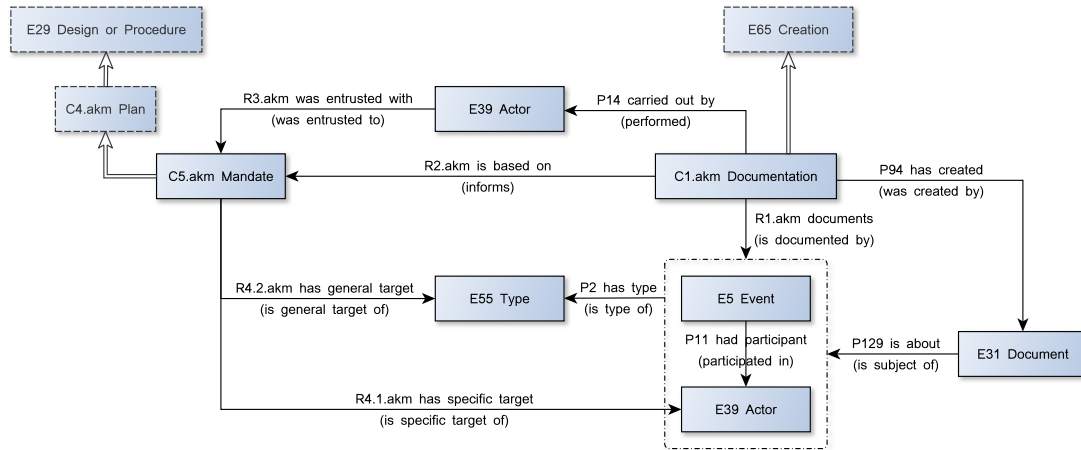 E29 Design or Procedure
E65 Creation
C4.akm Plan
R3.akm was entrusted with
(was entrusted to)
E39 Actor
P14 carried out by
(performed)
C5.akm Mandate
R2.akm is based on
(informs)
C1.akm Documentation
P94 has created
(was created by)
R1.akm documents
(is documented by)
R4.2.akm has general target
(is general target of)
E55 Type
P2 has type
(is type of)
E5 Event
P11 had participant
(participated in)
P129 is about
(is subject of)
E31 Document
R4.1.akm has specific target
(is specific target of)
E39 Actor